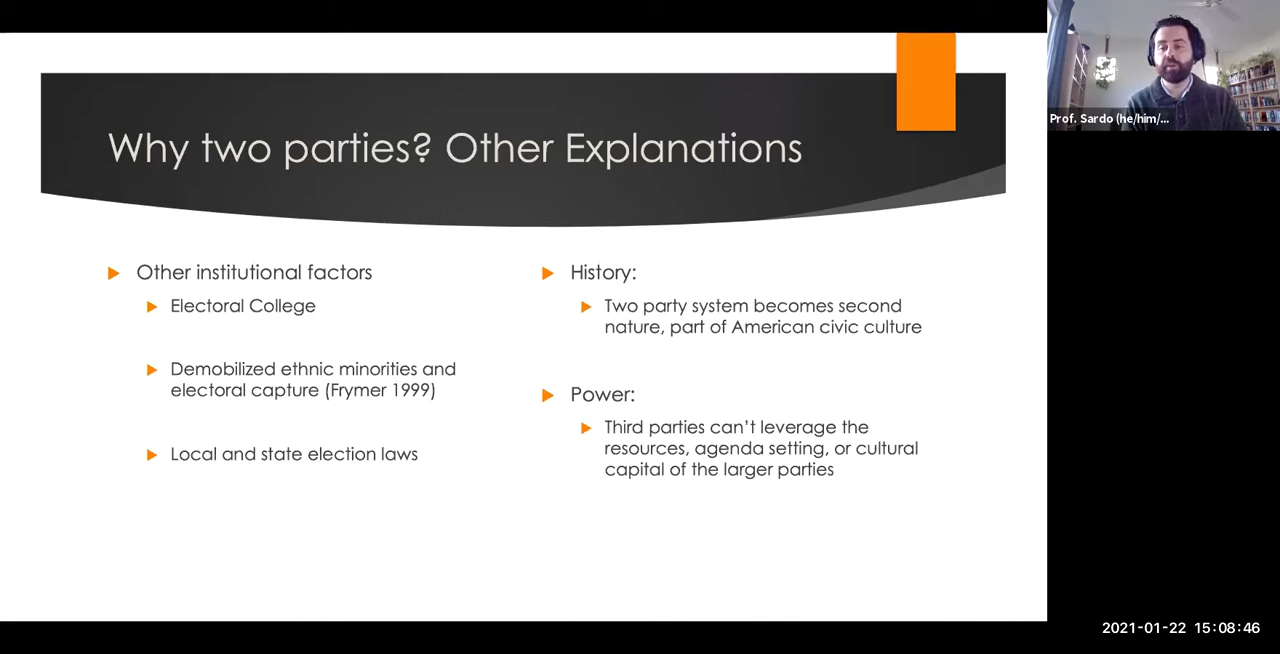 Why two parties? Other Explanations
Other institutional factors
Electoral College
Demobilized ethnic minorities and
electoral capture (Frymer 1999)
Local and state election laws
History:
Two party system becomes second
nature, part of American civic culture
Power:
Third parties can't leverage the
resources, agenda setting, or cultural
capital of the larger parties
Prof. Sardo (he/him/...
2021-01-22 15:08:46